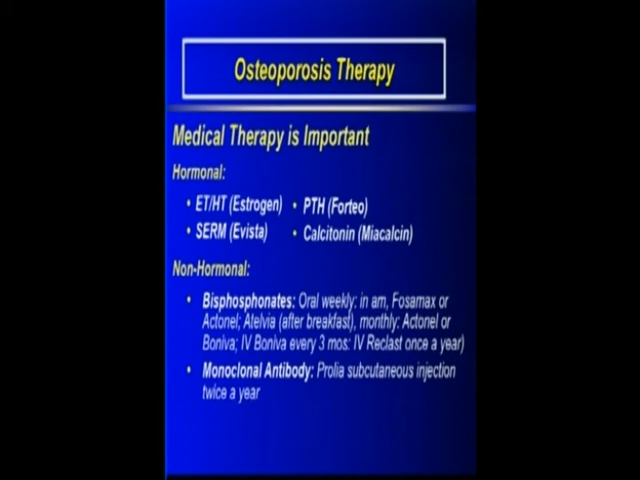 Osteoporosis Therapy
Medical Therapy is Important
Hormonal:
• ET/HT (Estrogen) • PTH (Forteo)
• SERM (Evista) • Calcitonin (Miacalcin)
Non-Hormonal:
• Bisphosphonates: Oral weekly: in am, Fosamax or
Actonel; Atelvia (after breakfast), monthly: Actonel or
Boniva; IV Boniva every 3 mos: IV Reclast once a year)
• Monoclonal Antibody: Prolia subcutaneous injection
twice a year